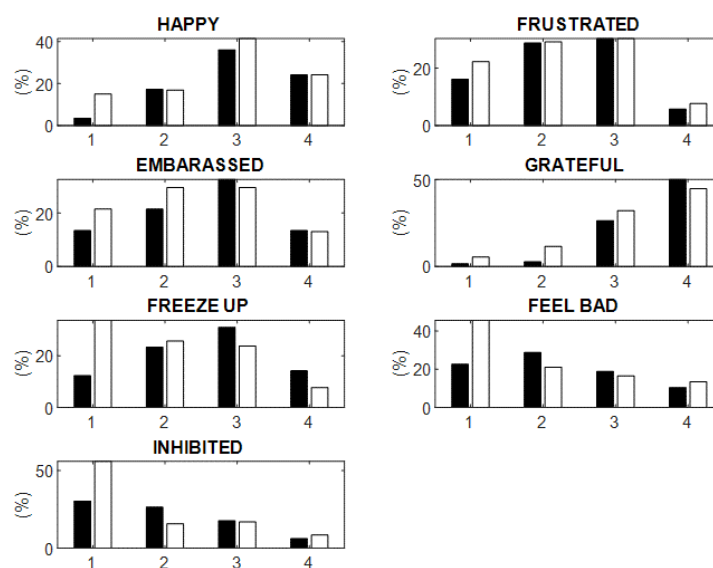 HAPPY
(%)
40
20
0
1 2 3 4
FRUSTRATED
(%)
20
0
1 2 3 4
EMBARASSED
(%)
20
0
1 2 3 4
GRATEFUL
(%)
50
0
1 2 3 4
FREEZE UP
(%)
20
0
1 2 3 4
FEEL BAD
(%)
40
20
0
1 2 3 4
INHIBITED
(%)
50
0
1 2 3 4